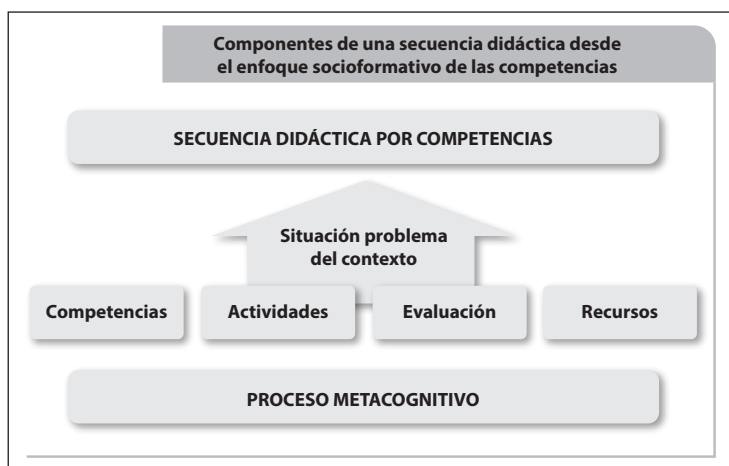 Componentes de una secuencia didáctica desde
el enfoque socioformativo de las competencias
SECUENCIA DIDÁCTICA POR COMPETENCIAS
Situación problema
del contexto
Competencias
Actividades
Evaluación
Recursos
PROCESO METACOGNITIVO